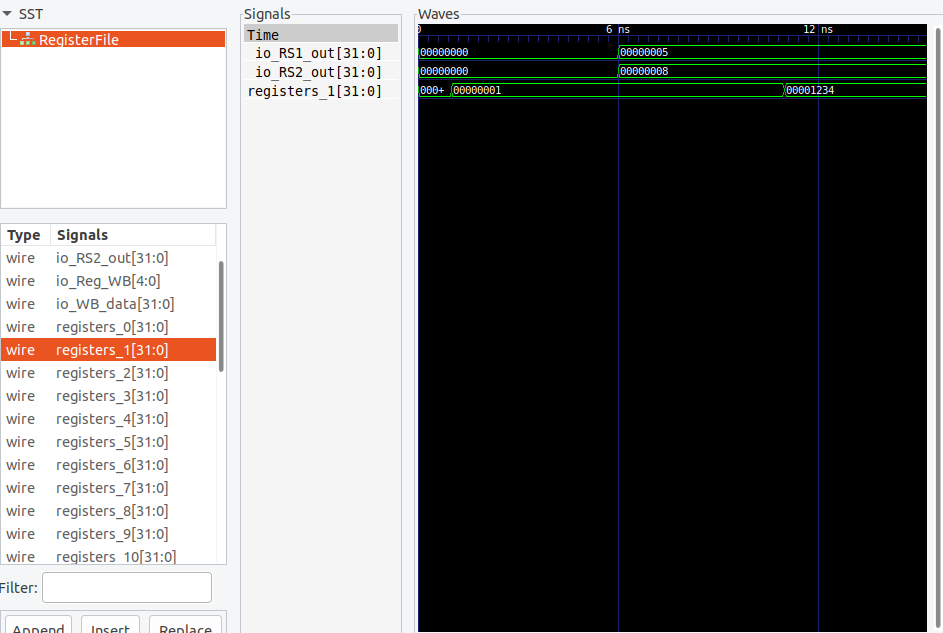 SST
RegisterFile
Type Signals
wire io_RS2_out[31:0]
wire io_Reg_WB[4:0]
wire io_WB_data[31:0]
wire registers_0[31:0]
wire registers_1[31:0]
wire registers_2[31:0]
wire registers_3[31:0]
wire registers_4[31:0]
wire registers_5[31:0]
wire registers_6[31:0]
wire registers_7[31:0]
wire registers_8[31:0]
wire registers_9[31:0]
wire registers_10[31:0]
Filter:
Append Insert Replace
Signals
Time
io_RS1_out[31:0]
io_RS2_out[31:0]
registers_1[31:0]
Waves
0 6 ns 12 ns
00000000 00000005
00000000 00000008
000+ 00000001 00001234